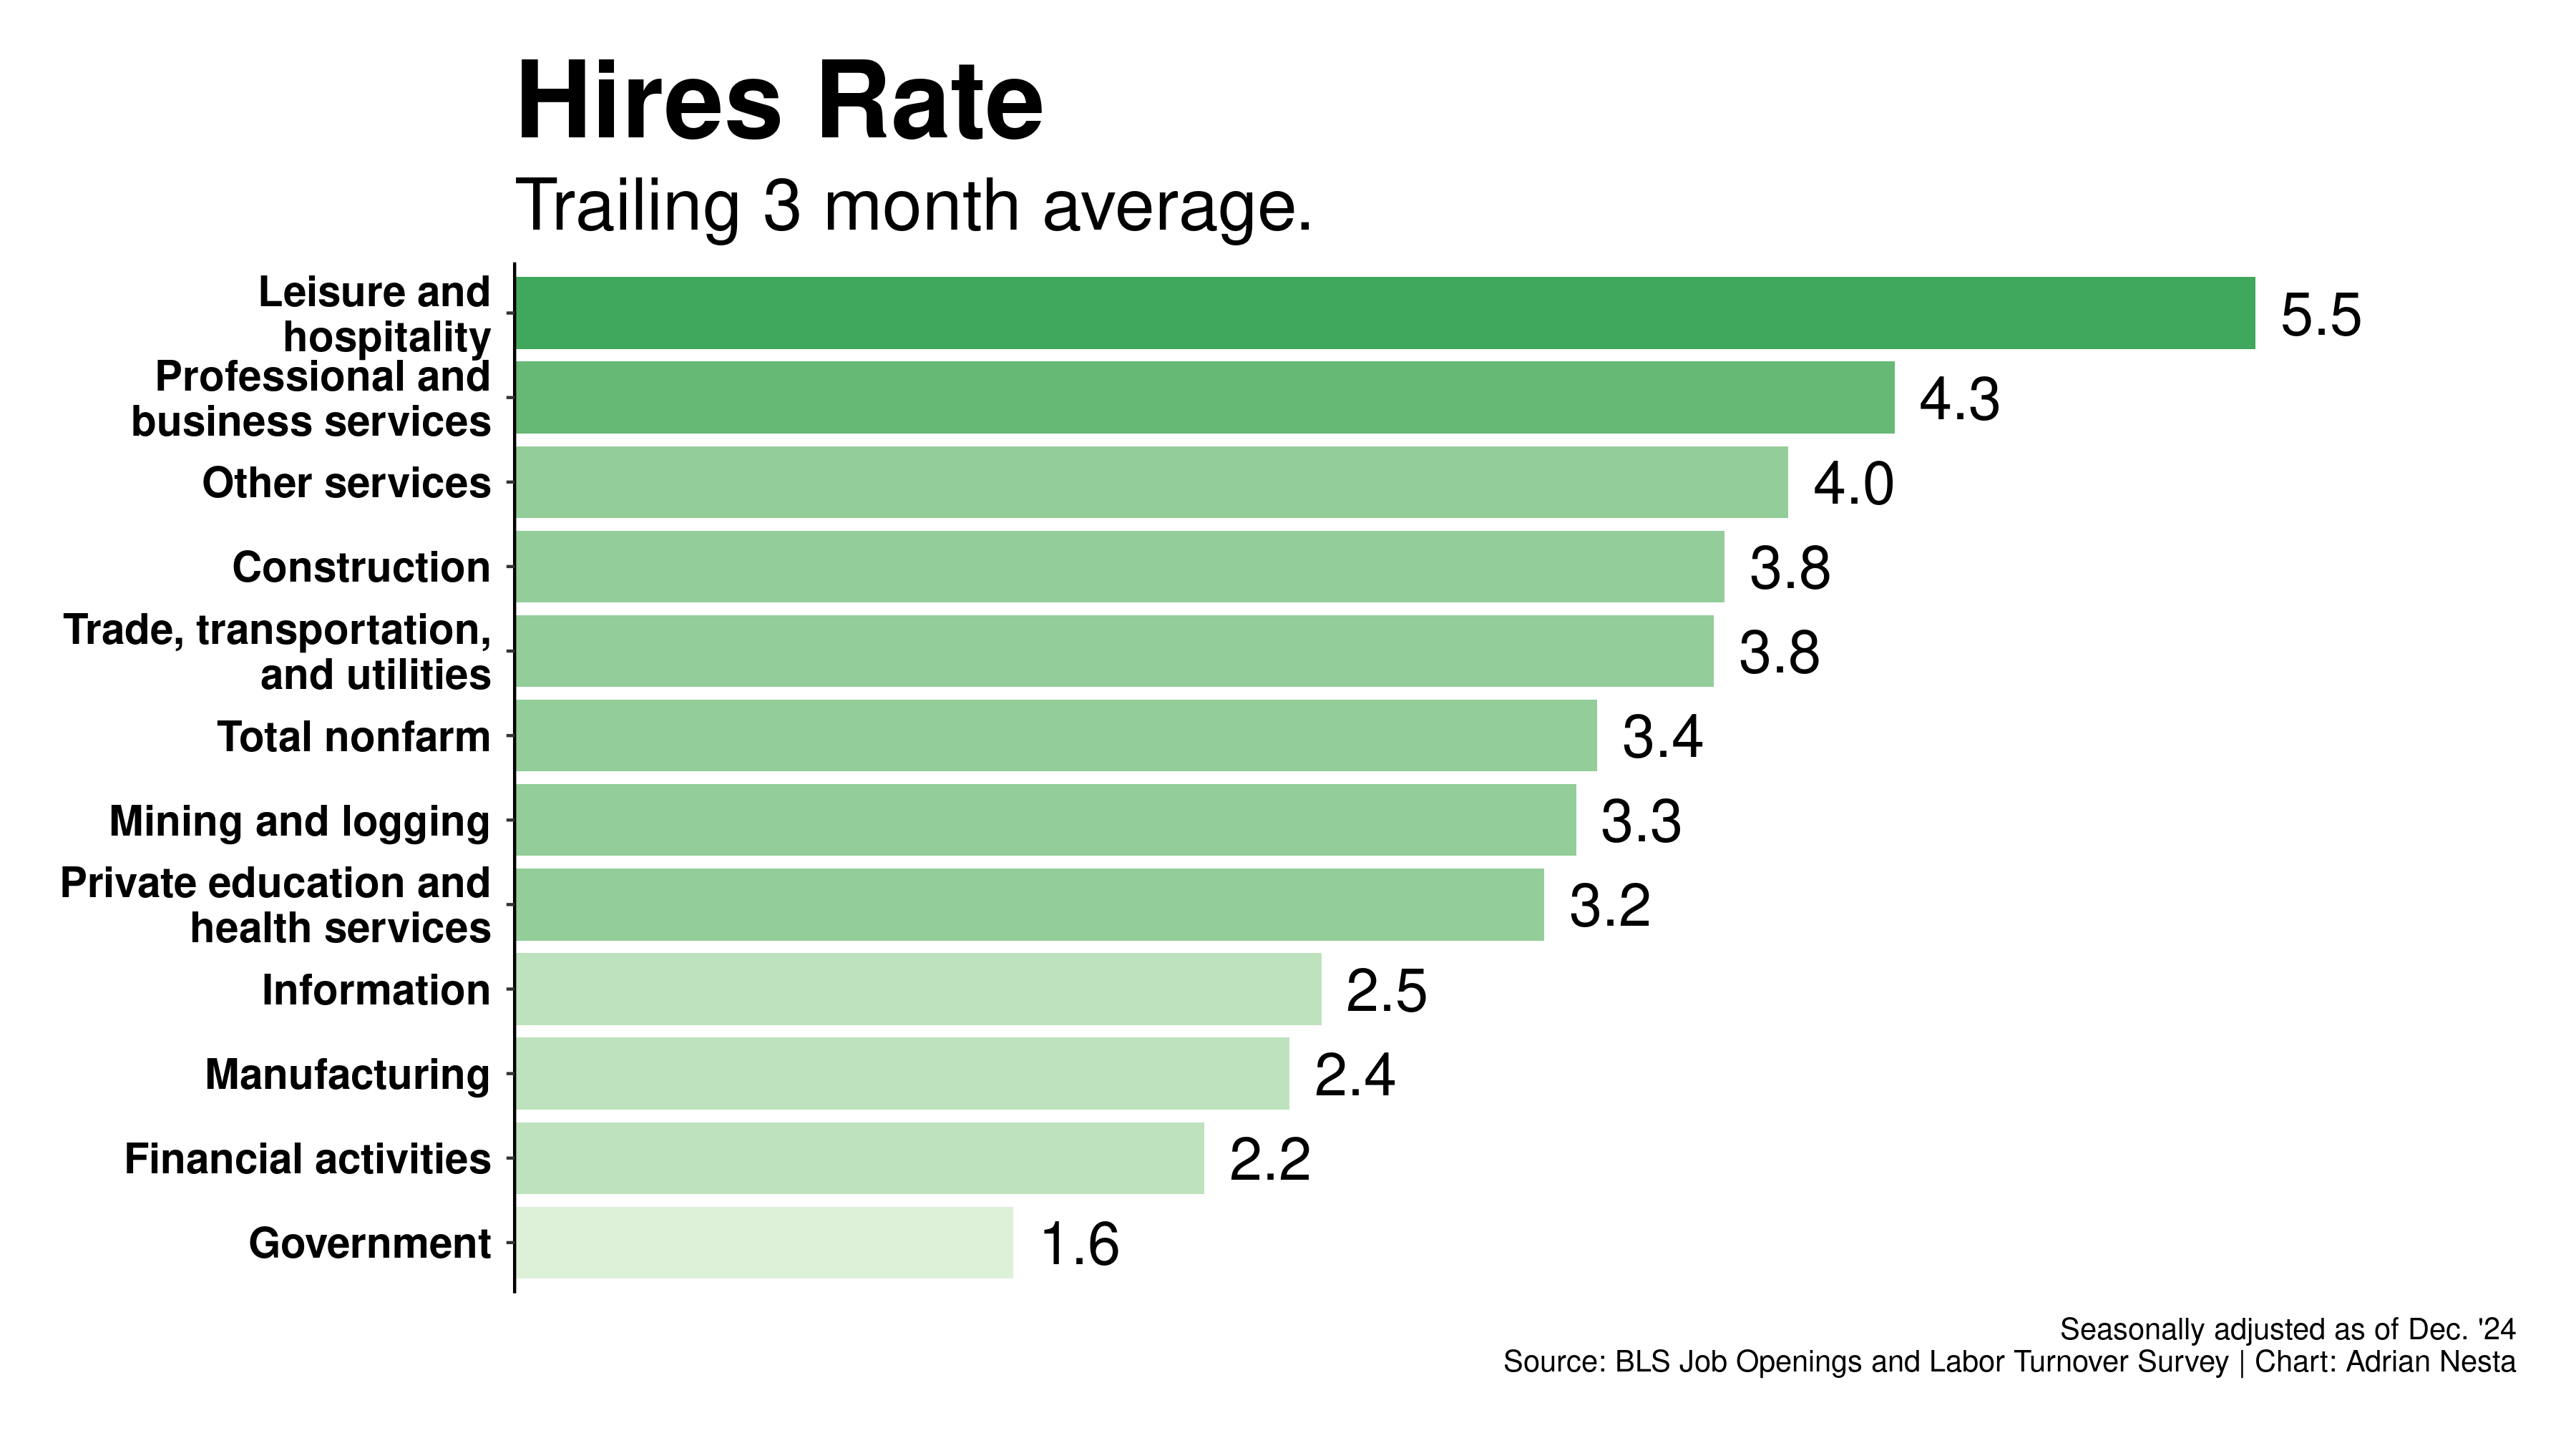 Hires Rate
Trailing 3 month average.
Leisure and
hospitality
5.5
Professional and
business services
4.3
Other services
4.0
Construction
3.8
Trade, transportation,
and utilities
3.8
Total nonfarm
3.4
Mining and logging
3.3
Private education and
health services
3.2
Information
2.5
Manufacturing
2.4
Financial activities
2.2
Government
1.6
Seasonally adjusted as of Dec. '24
Source: BLS Job Openings and Labor Turnover Survey | Chart: Adrian Nesta